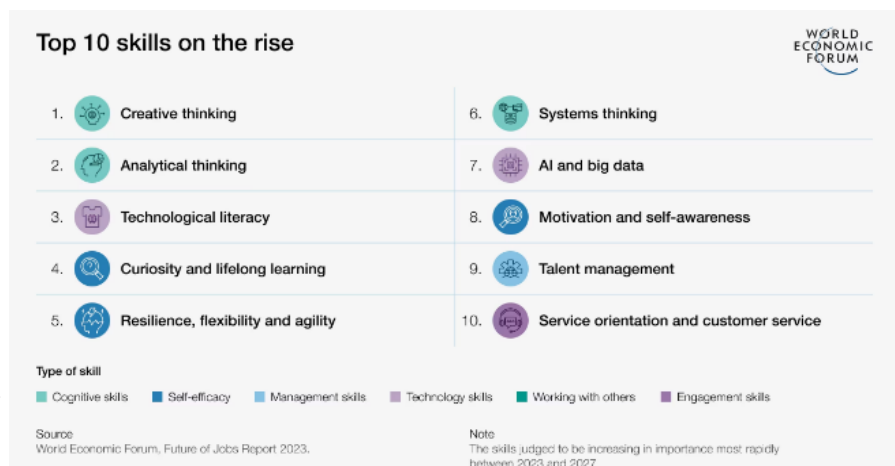 Top 10 skills on the rise
WORLD
ECONOMIC
FORUM
1. Creative thinking
2. Analytical thinking
3. Technological literacy
4. Curiosity and lifelong learning
5. Resilience, flexibility and agility
6. Systems thinking
7. AI and big data
8. Motivation and self-awareness
9. Talent management
10. Service orientation and customer service
Type of skill
Cognitive skills Self-efficacy Management skills Technology skills Working with others Engagement skills
Source
World Economic Forum, Future of Jobs Report 2023.
Note
The skills judged to be increasing in importance most rapidly
between 2023 and 2027